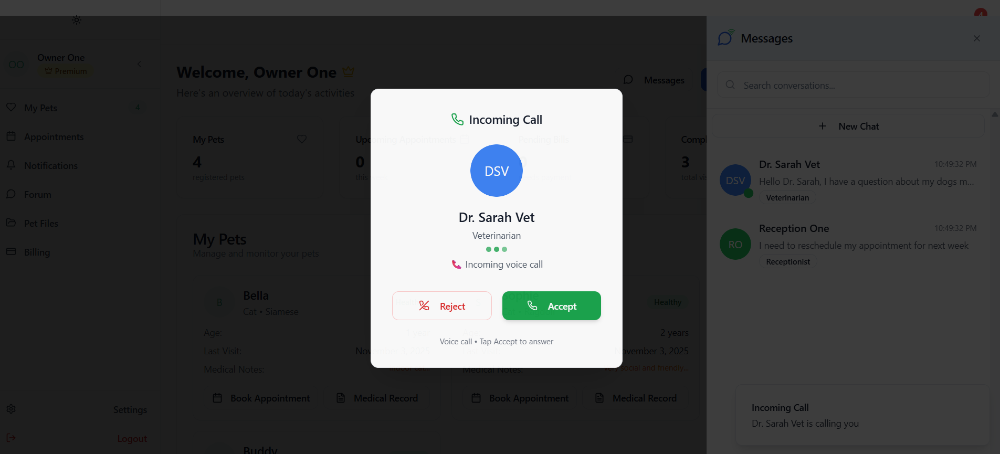 4
Messages
OO
Owner One
Premium
Welcome, Owner One
Here's an overview of today's activities
Messages
Search conversations...
My Pets
4
Appointments
Notifications
Forum
Pet Files
Billing
New Chat
Incoming Call
My Pets
4
registered pets
Upcoming Appointments
0
this
Pending Bills
0
Compl
3
total vis
DSV
Dr. Sarah Vet
Veterinarian
Incoming voice call
Reject
Accept
Voice call • Tap Accept to answer
DSV
Dr. Sarah Vet
10:49:32 PM
Hello Dr. Sarah, I have a question about my dogs m...
Veterinarian
RO
Reception One
10:49:32 PM
I need to reschedule my appointment for next week
Receptionist
My Pets
Manage and monitor your pets
B
Bella
Cat • Siamese
Healthy
Age:
1 year
Last Visit:
November 3, 2025
Medical Notes:
Indoor cat...
Book Appointment
Medical Record
Sophie
Healthy
Age:
2 years
Last Visit:
November 3, 2025
Medical Notes:
Very social and friendly...
Book Appointment
Medical Record
Buddy
Settings
Logout
Incoming Call
Dr. Sarah Vet is calling you